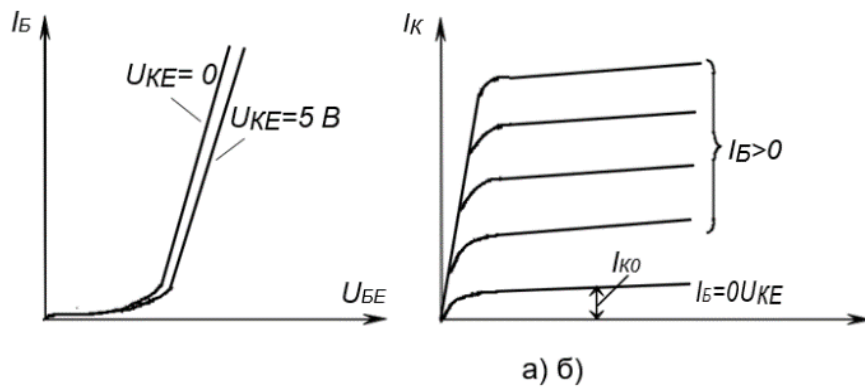 IБ
UКЕ= 0
UКЕ=5 В
UБЕ
IК
IБ>0
IК0
IБ=0UКЕ
а) б)